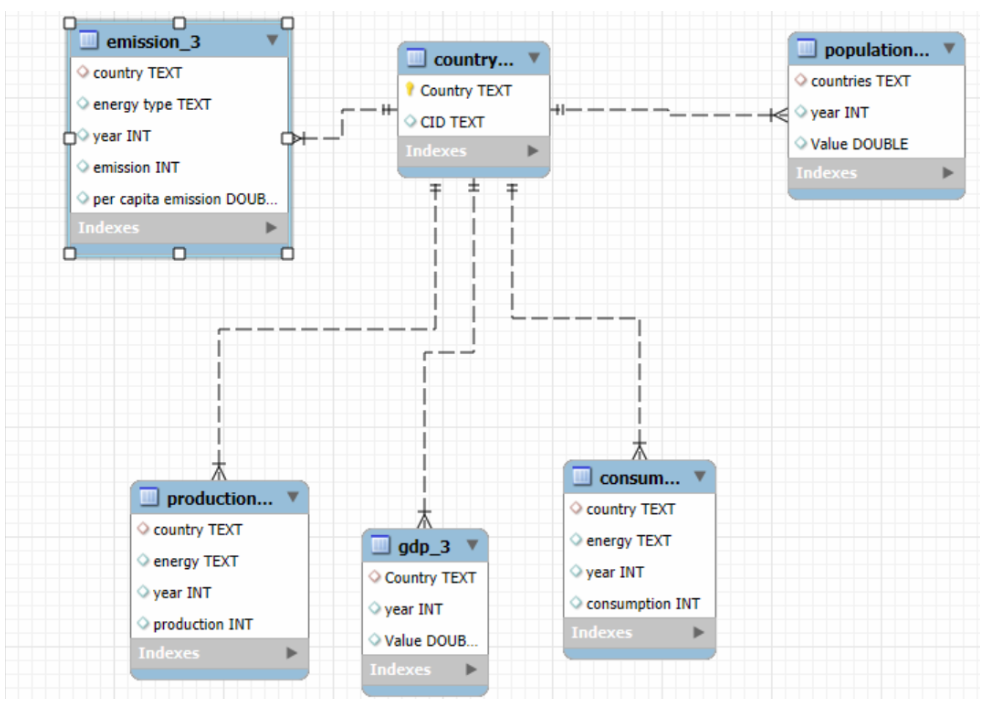 emission_3
country TEXT
energy type TEXT
year INT
emission INT
per capita emission DOUB...
Indexes
country...
Country TEXT
CID TEXT
Indexes
population...
countries TEXT
year INT
Value DOUBLE
Indexes
production...
country TEXT
energy TEXT
year INT
production INT
Indexes
gdp_3
Country TEXT
year INT
Value DOUB...
Indexes
consum...
country TEXT
energy TEXT
year INT
consumption INT
Indexes